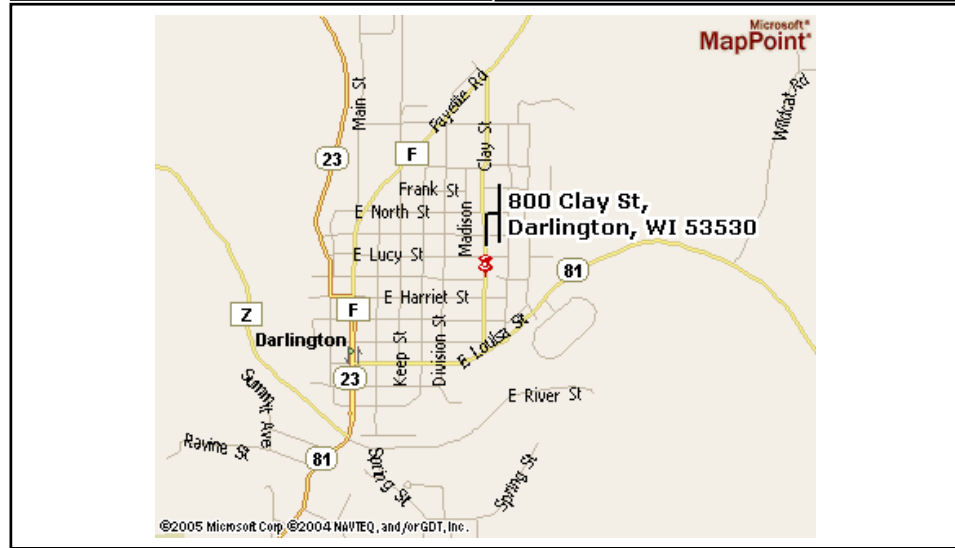 Microsoft®
MapPoint®
Main St
Fayette Rd
Wildcat Rd
Clay St
23
F
Frank St
800 Clay St,
Darlington, WI 53530
E North St
Madison
E Lucy St
81
E Harriet St
Z
F
Darlington
Keep St
Division St
E Louisa St
23
Summit Ave
E River St
Ravine St
81
Spring St
Spring St
©2005 Microsoft Corp ©2004 NAVTEQ, and/or GDT, Inc.